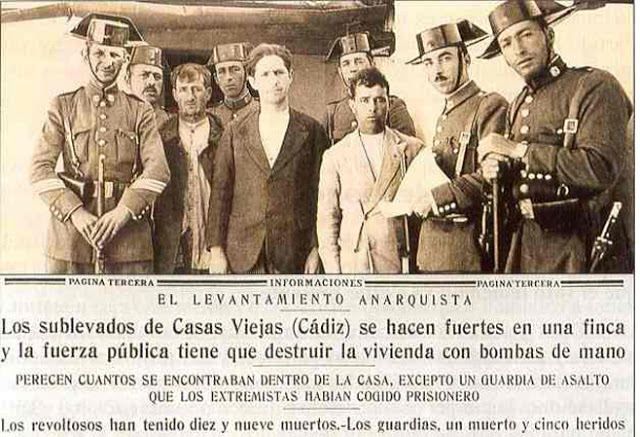 PAGINA TERCERA
INFORMACIONES
PAGINA TERCERA
EL LEVANTAMIENTO ANARQUISTA
Los sublevados de Casas Viejas (Cádiz) se hacen fuertes en una finca
y la fuerza pública tiene que destruir la vivienda con bombas de mano
PERECEN CUANTOS SE ENCONTRABAN DENTRO DE LA CASA, EXCEPTO UN GUARDIA DE ASALTO
QUE LOS EXTREMISTAS HABIAN COGIDO PRISIONERO
Los revoltosos han tenido diez y nueve muertos.-Los guardias, un muerto y cinco heridos